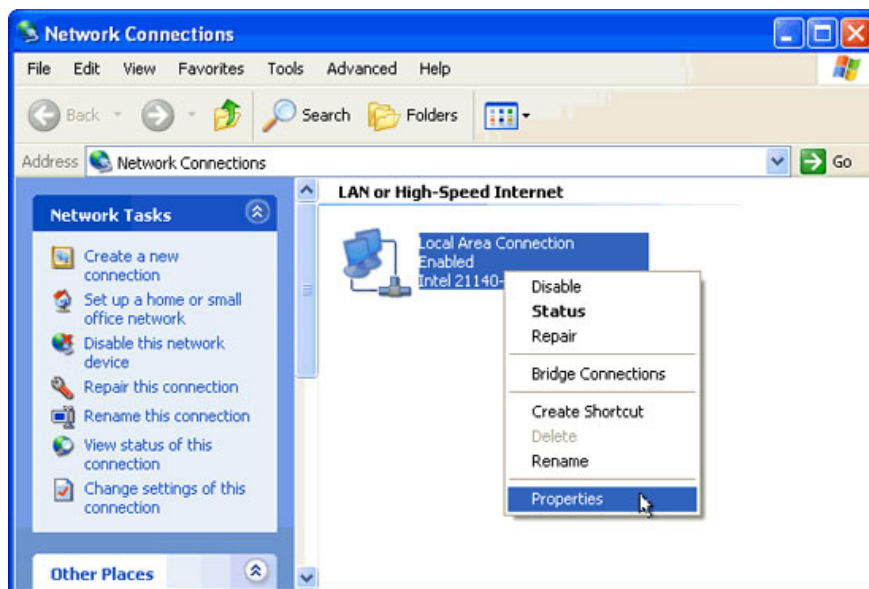 Network Connections
File Edit View Favorites Tools Advanced Help
Back Search Folders
Address Network Connections Go
Network Tasks
Create a new
connection
Set up a home or small
office network
Disable this network
device
Repair this connection
Rename this connection
View status of this
connection
Change settings of this
connection
Other Places
LAN or High-Speed Internet
Local Area Connection
Enabled
Intel 21140-
Disable
Status
Repair
Bridge Connections
Create Shortcut
Delete
Rename
Properties